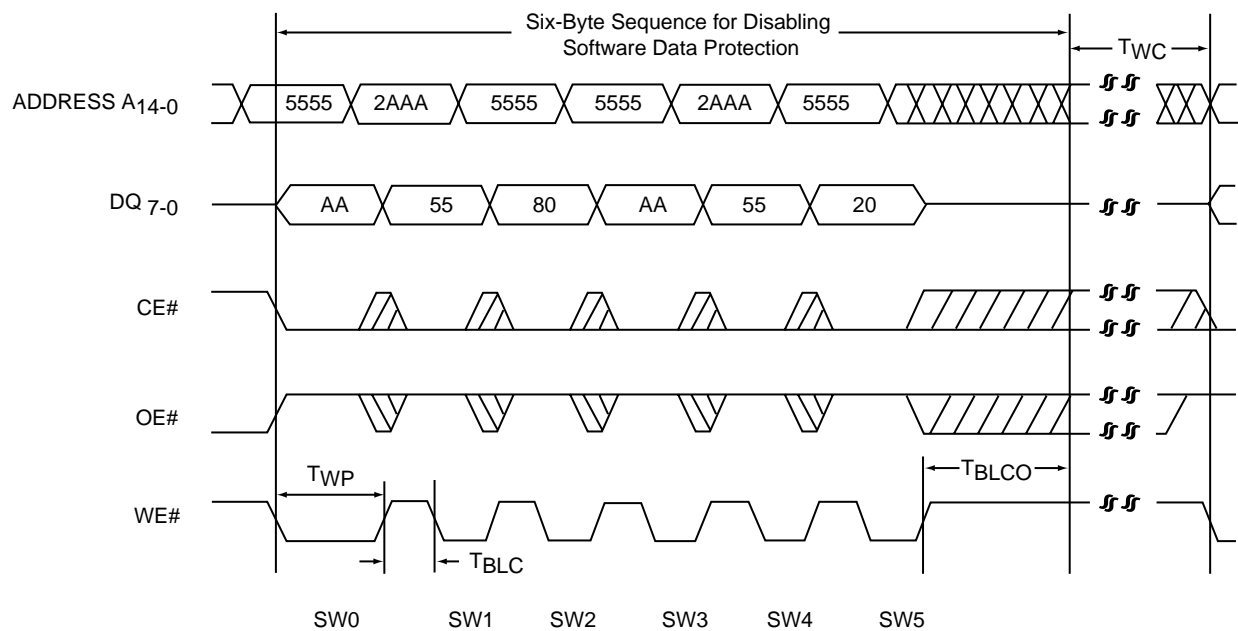 Six-Byte Sequence for Disabling
Software Data Protection
TWC
ADDRESS A14-0
5555 2AAA 5555 5555 2AAA 5555
DQ 7-0
AA 55 80 AA 55 20
CE#
OE#
TWP
TBLCO
WE#
TBLC
SW0 SW1 SW2 SW3 SW4 SW5